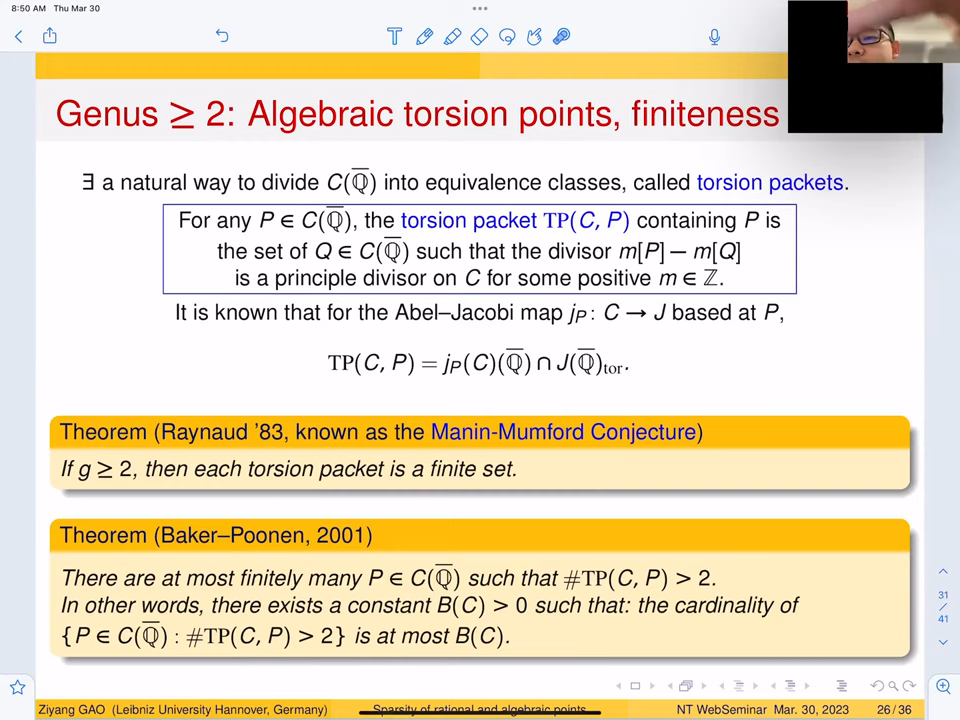 8:50 AM Thu Mar 30
Genus ≥ 2: Algebraic torsion points, finiteness
∃ a natural way to divide C(Q̅) into equivalence classes, called torsion packets.
For any P ∈ C(Q̅), the torsion packet TP(C, P) containing P is
the set of Q ∈ C(Q̅) such that the divisor m[P] − m[Q]
is a principle divisor on C for some positive m ∈ ℤ.
It is known that for the Abel–Jacobi map j_P : C → J based at P,
TP(C, P) = j_P(C)(Q̅) ∩ J(Q̅)_tor.
Theorem (Raynaud '83, known as the Manin-Mumford Conjecture)
If g ≥ 2, then each torsion packet is a finite set.
Theorem (Baker–Poonen, 2001)
There are at most finitely many P ∈ C(Q̅) such that #TP(C, P) > 2.
In other words, there exists a constant B(C) > 0 such that: the cardinality of
{P ∈ C(Q̅) : #TP(C, P) > 2} is at most B(C).
31
/
41
Ziyang GAO (Leibniz University Hannover, Germany) Sparsity of rational and algebraic points NT WebSeminar Mar. 30, 2023 26 / 36